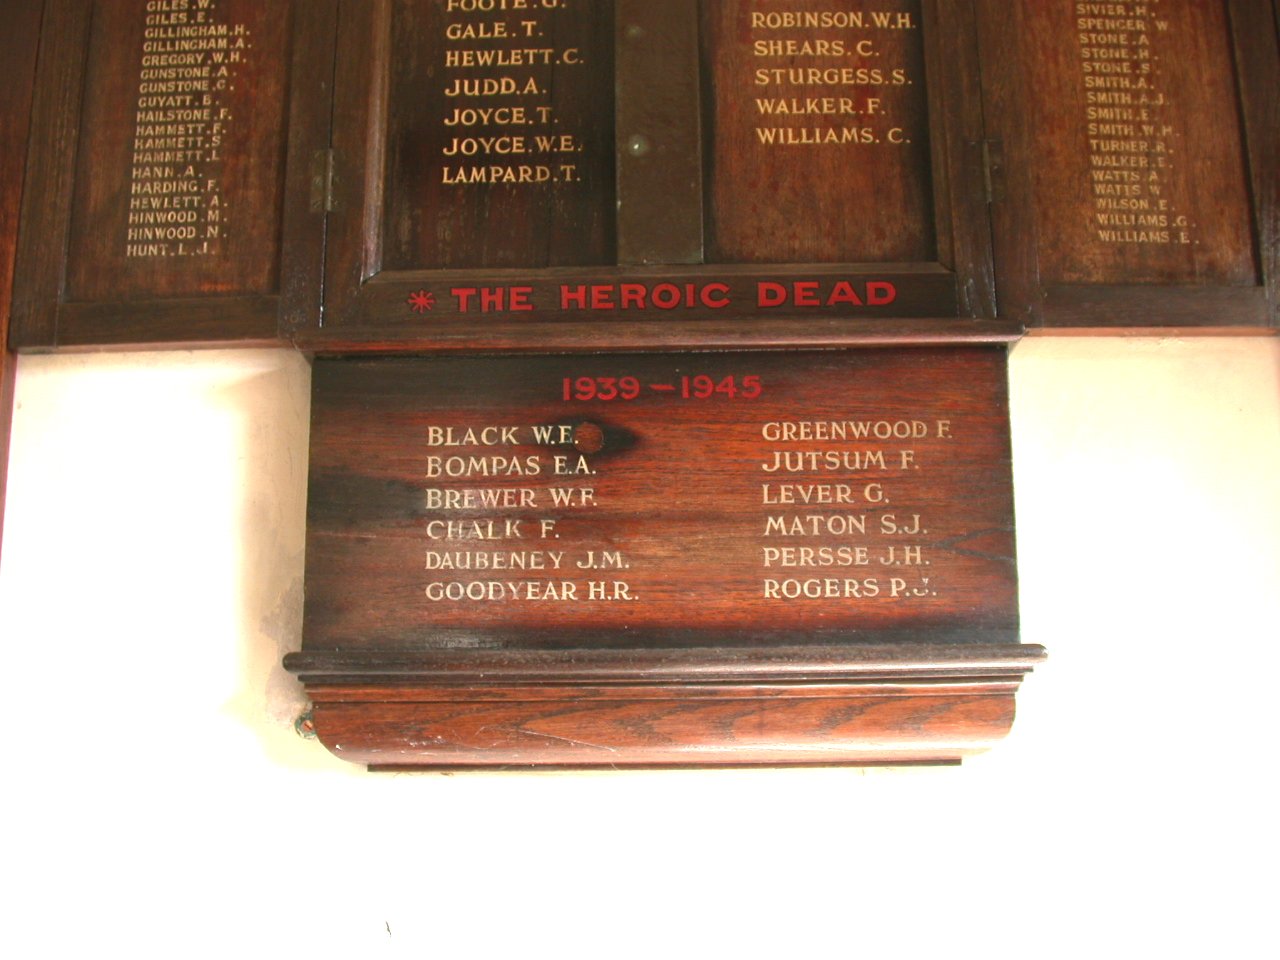 GILES.W.
GILES.E.
GILLINGHAM.H.
GILLINGHAM.A.
GREGORY.W.H.
GUNSTONE.A.
GUNSTONE.C.
GUYATT.B.
HAILSTONE.F.
HAMMETT.F.
HAMMETT.S
HAMMETT.L
HANN.A.
HARDING.F.
HEWLETT.A.
HINWOOD.M.
HINWOOD.N.
HUNT.L.J.
FOOTE.G.
GALE.T.
HEWLETT.C.
JUDD.A.
JOYCE.T.
JOYCE.W.E.
LAMPARD.T.
ROBINSON.W.H.
SHEARS.C.
STURGESS.S.
WALKER.F.
WILLIAMS.C.
SIVIER.H.
SPENCER W
STONE.A.
STONE.H.
STONE.S.
SMITH.A.
SMITH.A.J.
SMITH.E.
SMITH.W.H.
TURNER.R.
WALKER.E.
WATTS.A.
WATTS.W.
WILSON.E.
WILLIAMS.G.
WILLIAMS.E.
* THE HEROIC DEAD
1939-1945
BLACK W.E.
BOMPAS E.A.
BREWER W.F.
CHALK F.
DAUBENEY J.M.
GOODYEAR H.R.
GREENWOOD F.
JUTSUM F.
LEVER G.
MATON S.J.
PERSSE J.H.
ROGERS P.J.